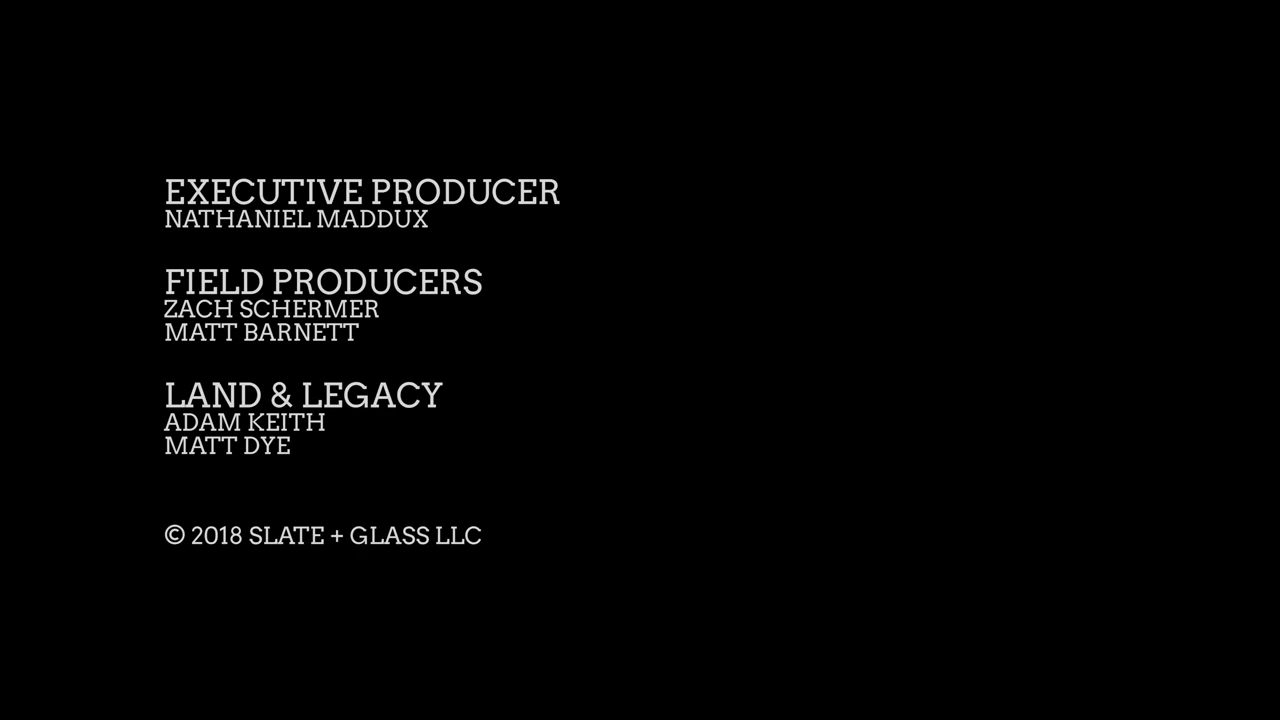 EXECUTIVE PRODUCER
NATHANIEL MADDUX
FIELD PRODUCERS
ZACH SCHERMER
MATT BARNETT
LAND & LEGACY
ADAM KEITH
MATT DYE
© 2018 SLATE + GLASS LLC